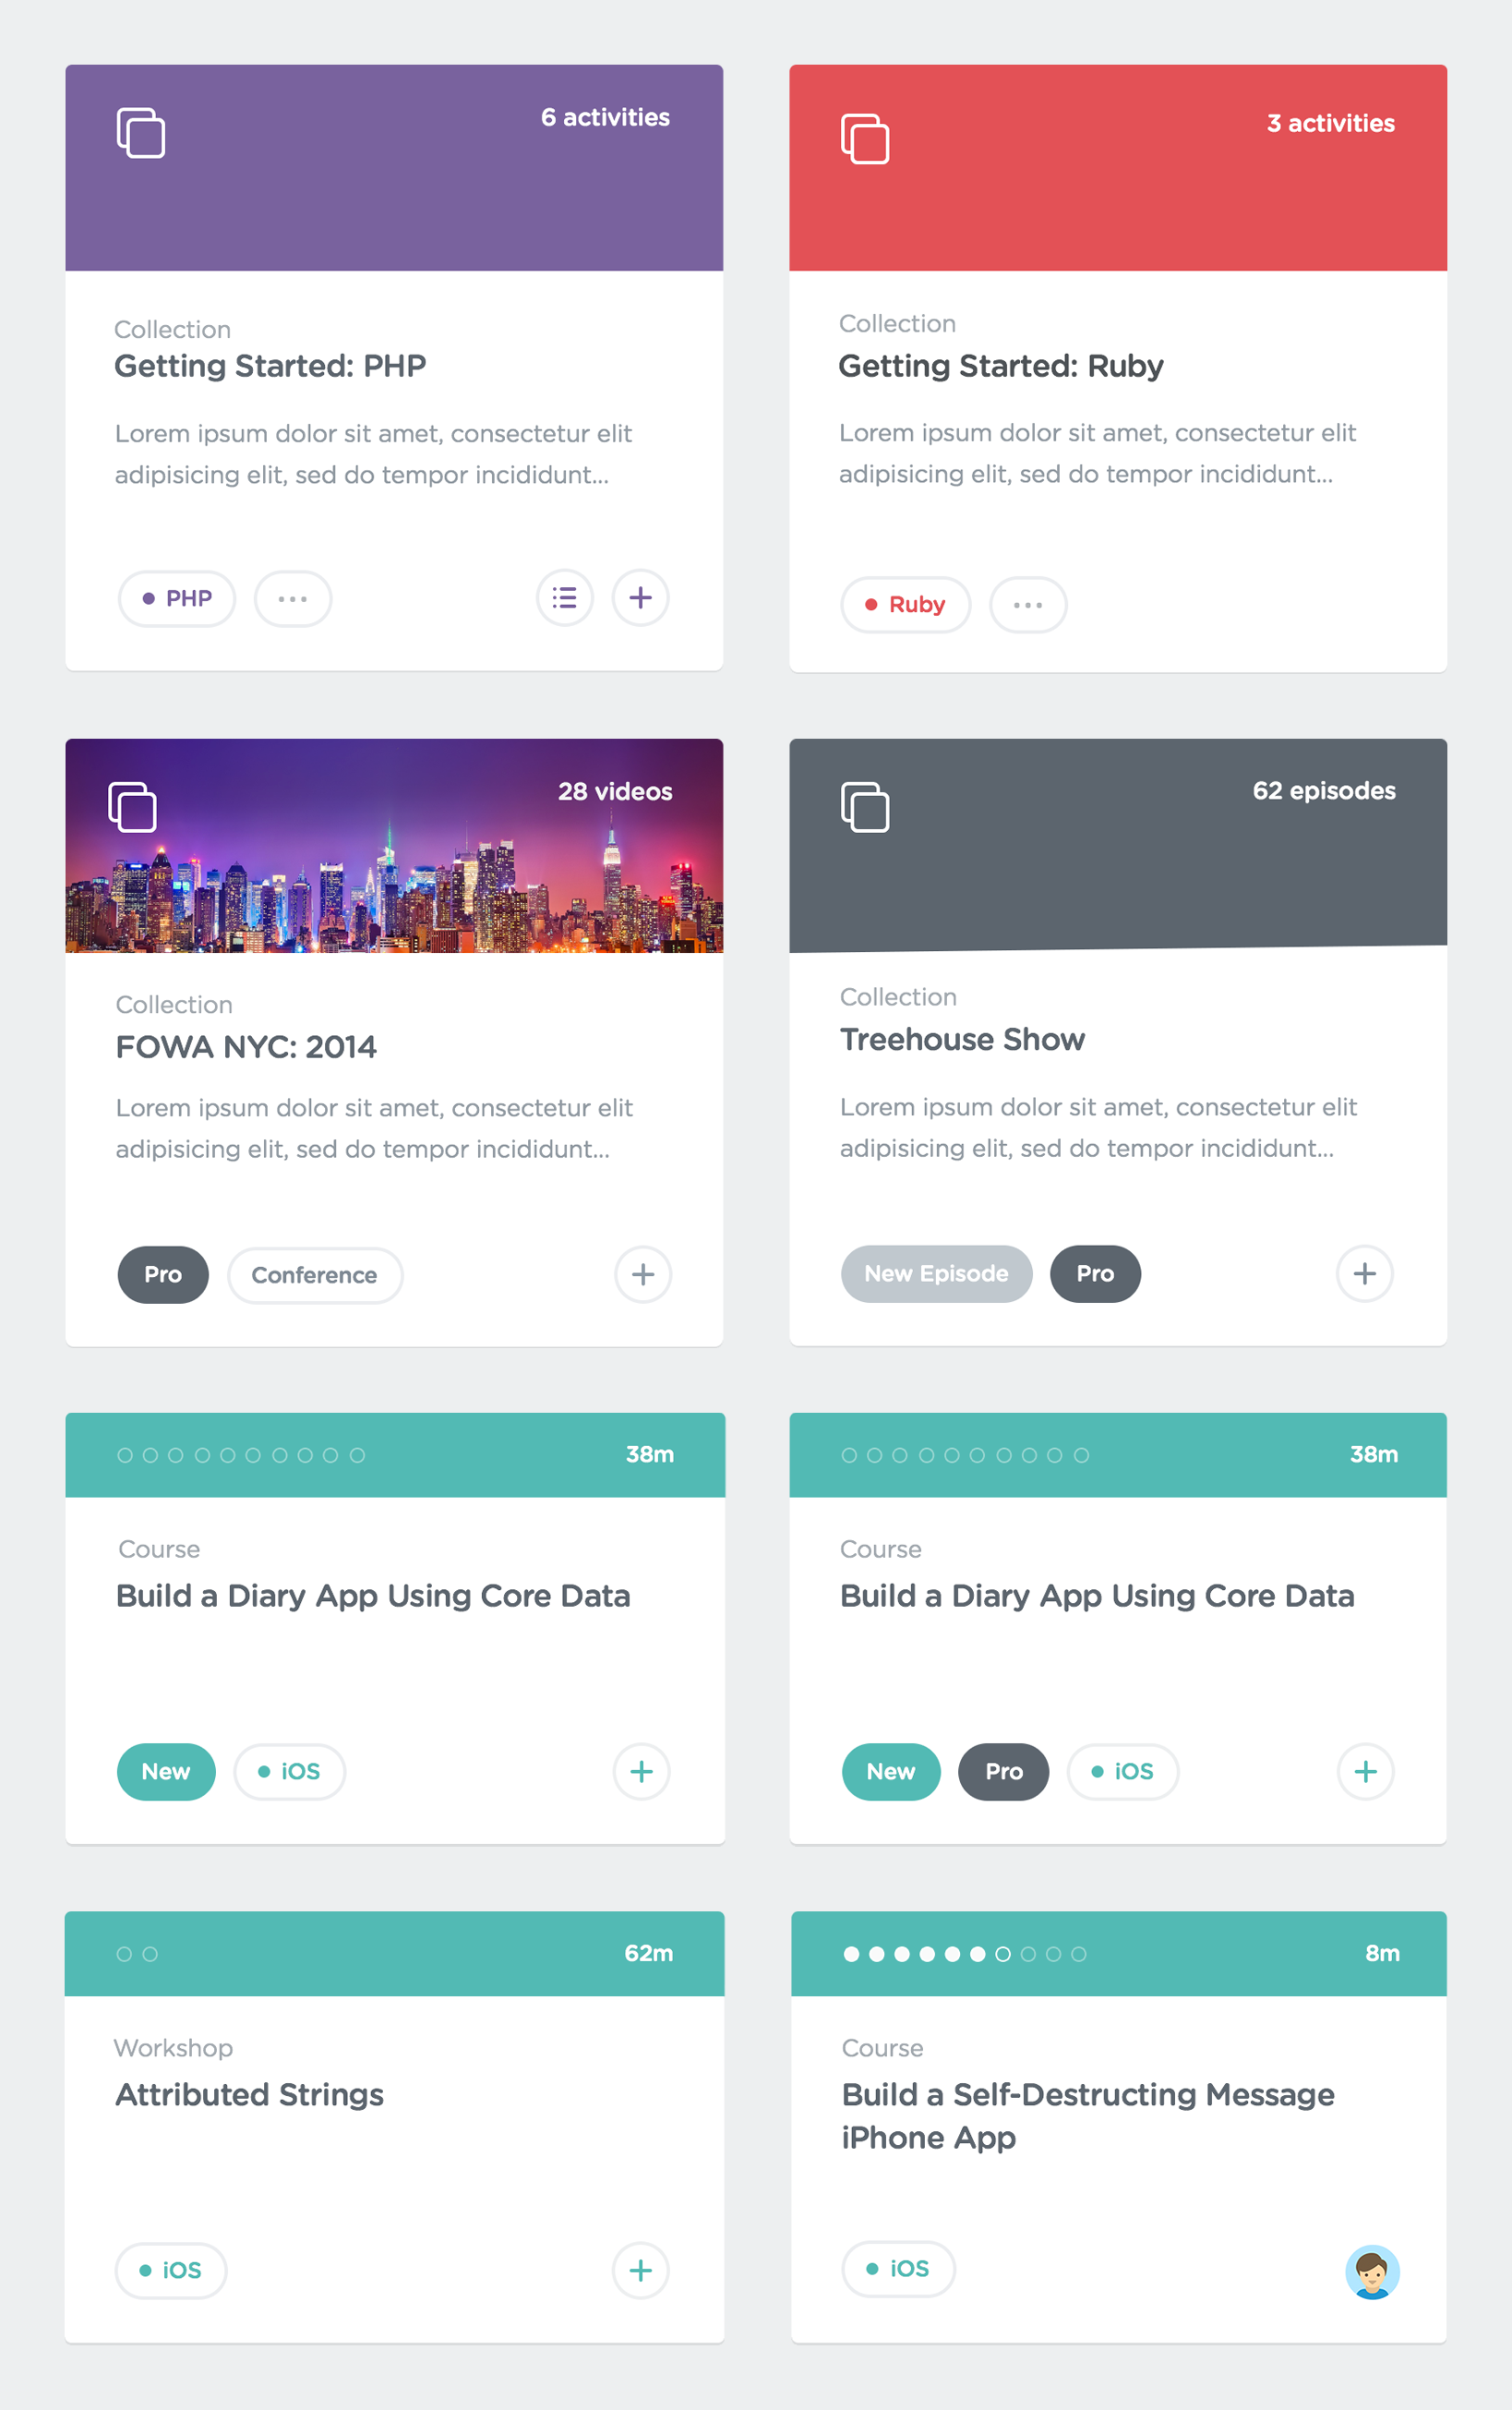 6 activities
Collection
Getting Started: PHP
Lorem ipsum dolor sit amet, consectetur elit
adipisicing elit, sed do tempor incididunt...
PHP
...
3 activities
Collection
Getting Started: Ruby
Lorem ipsum dolor sit amet, consectetur elit
adipisicing elit, sed do tempor incididunt...
Ruby
...
28 videos
Collection
FOWA NYC: 2014
Lorem ipsum dolor sit amet, consectetur elit
adipisicing elit, sed do tempor incididunt...
Pro
Conference
62 episodes
Collection
Treehouse Show
Lorem ipsum dolor sit amet, consectetur elit
adipisicing elit, sed do tempor incididunt...
New Episode
Pro
38m
Course
Build a Diary App Using Core Data
New
iOS
38m
Course
Build a Diary App Using Core Data
New
Pro
iOS
62m
Workshop
Attributed Strings
iOS
8m
Course
Build a Self-Destructing Message
iPhone App
iOS